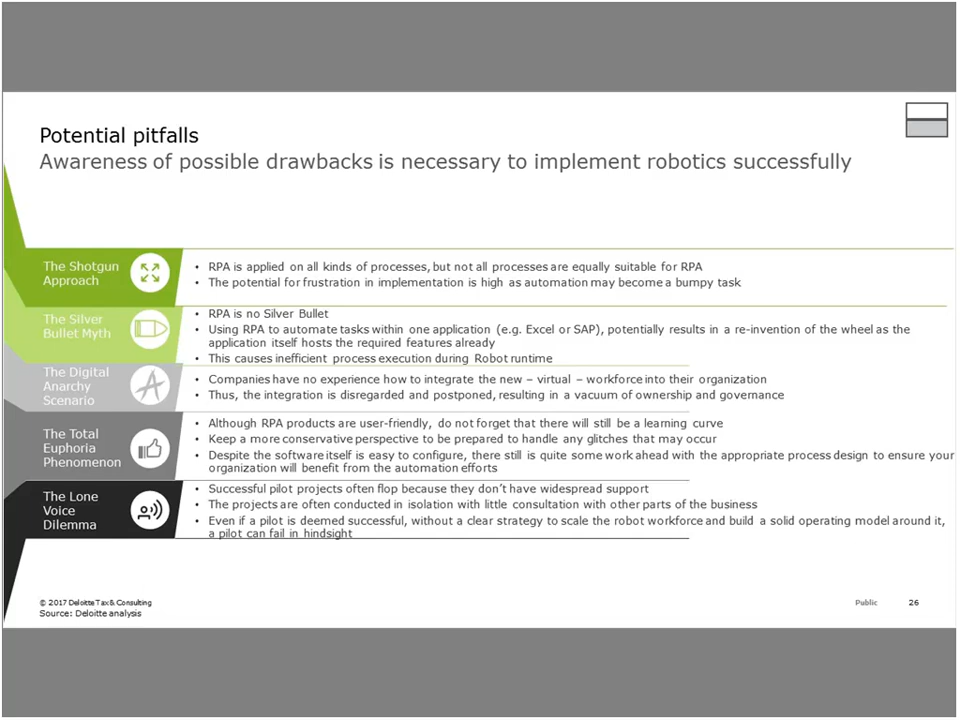 Potential pitfalls
Awareness of possible drawbacks is necessary to implement robotics successfully
The Shotgun
Approach
• RPA is applied on all kinds of processes, but not all processes are equally suitable for RPA
• The potential for frustration in implementation is high as automation may become a bumpy task
The Silver
Bullet Myth
• RPA is no Silver Bullet
• Using RPA to automate tasks within one application (e.g. Excel or SAP), potentially results in a re-invention of the wheel as the
application itself hosts the required features already
• This causes inefficient process execution during Robot runtime
The Digital
Anarchy
Scenario
• Companies have no experience how to integrate the new – virtual – workforce into their organization
• Thus, the integration is disregarded and postponed, resulting in a vacuum of ownership and governance
The Total
Euphoria
Phenomenon
• Although RPA products are user-friendly, do not forget that there will still be a learning curve
• Keep a more conservative perspective to be prepared to handle any glitches that may occur
• Despite the software itself is easy to configure, there still is quite some work ahead with the appropriate process design to ensure your
organization will benefit from the automation efforts
The Lone
Voice
Dilemma
• Successful pilot projects often flop because they don't have widespread support
• The projects are often conducted in isolation with little consultation with other parts of the business
• Even if a pilot is deemed successful, without a clear strategy to scale the robot workforce and build a solid operating model around it,
a pilot can fail in hindsight
© 2017 Deloitte Tax & Consulting
Source: Deloitte analysis
Public 26